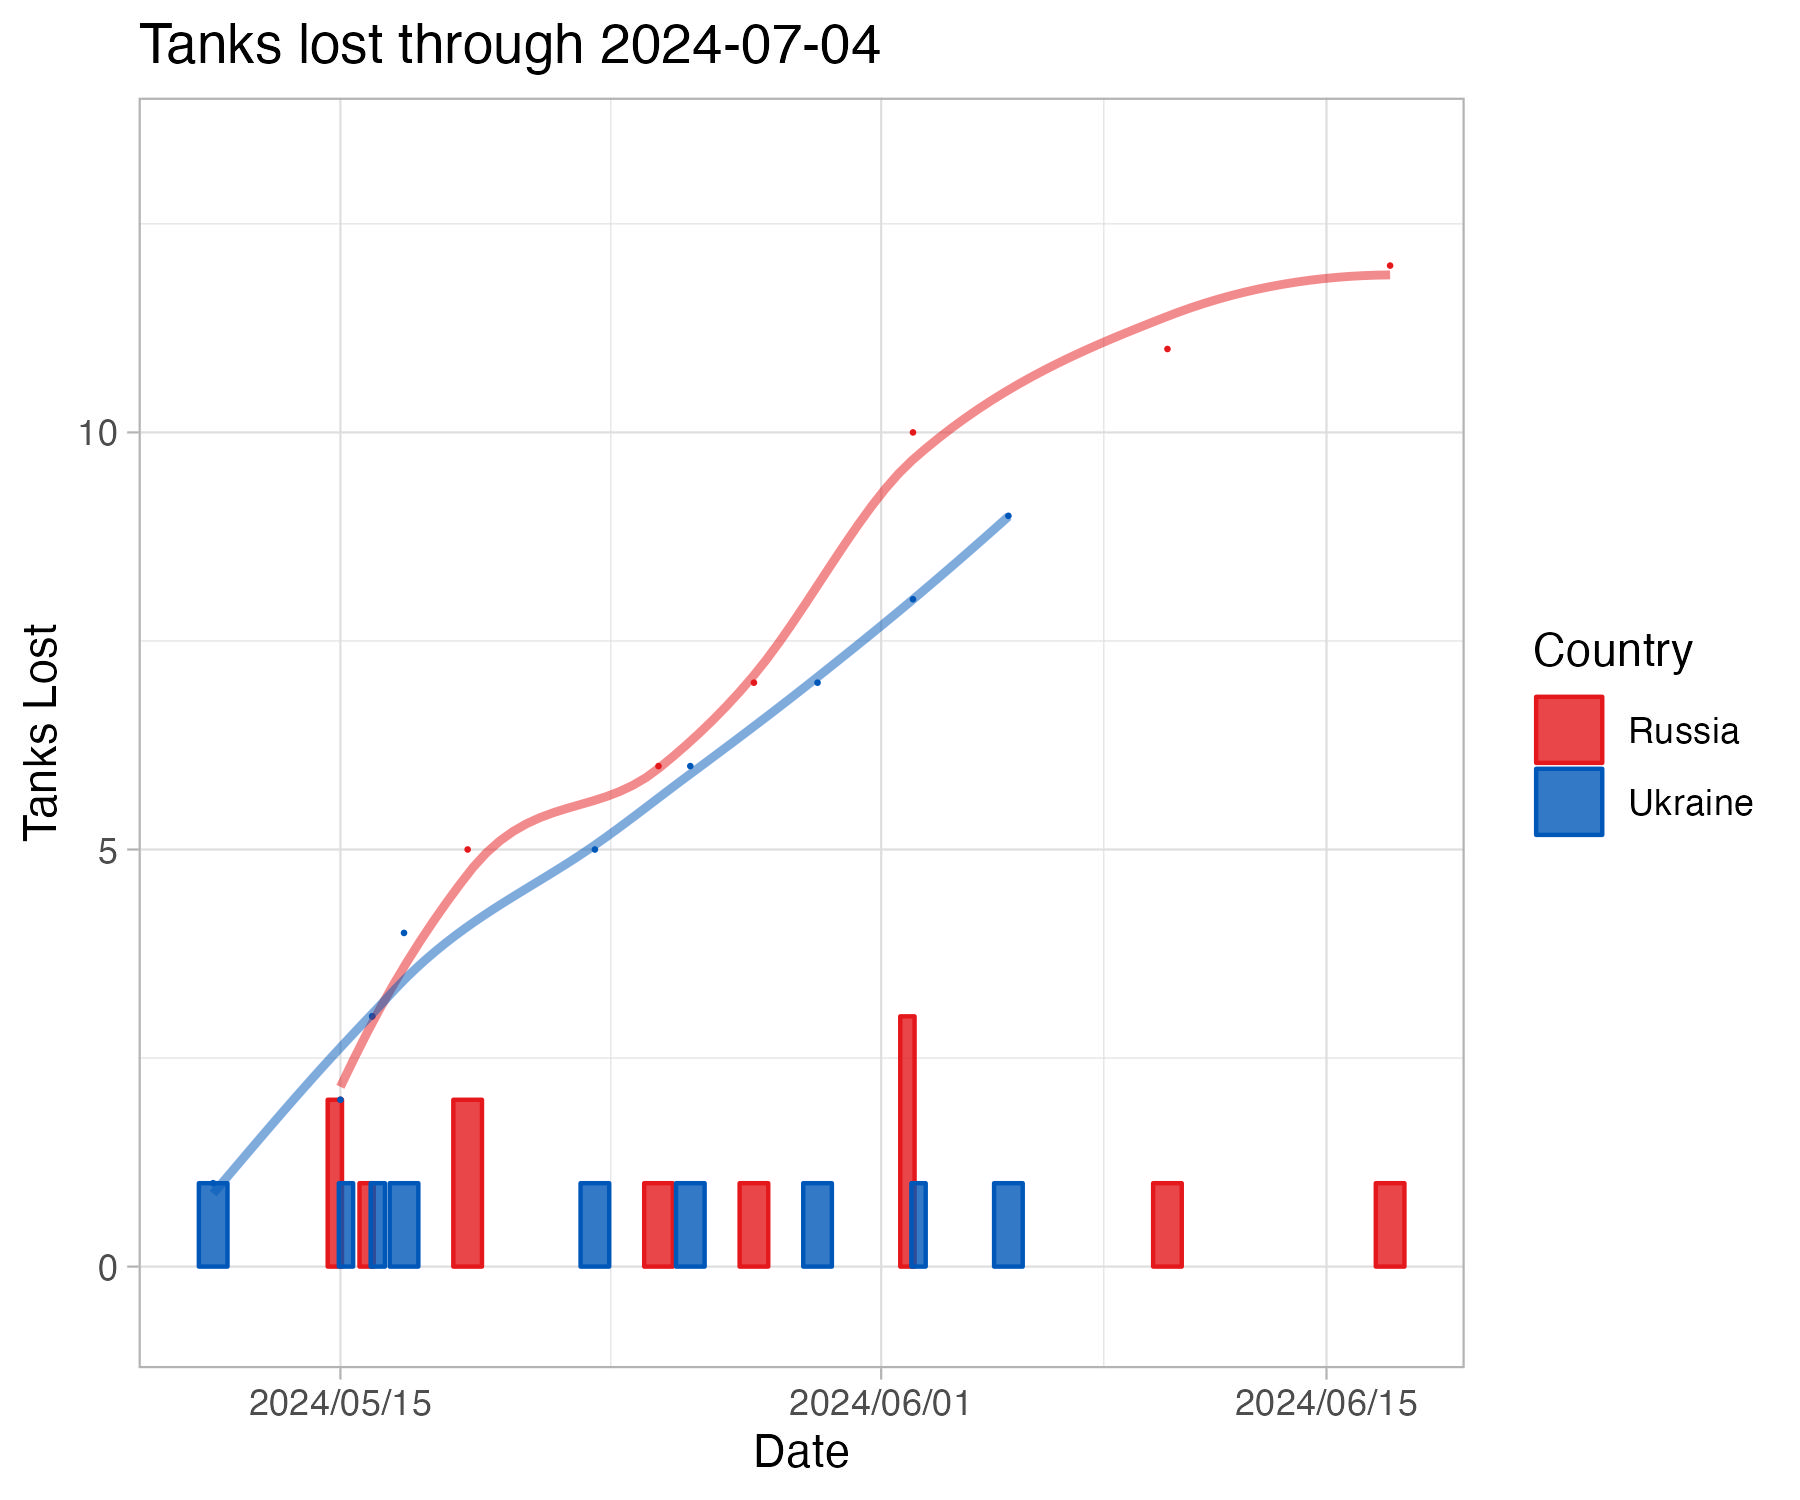 Tanks lost through 2024-07-04
Tanks Lost
10
5
0
2024/05/15
2024/06/01
2024/06/15
Date
Country
Russia
Ukraine